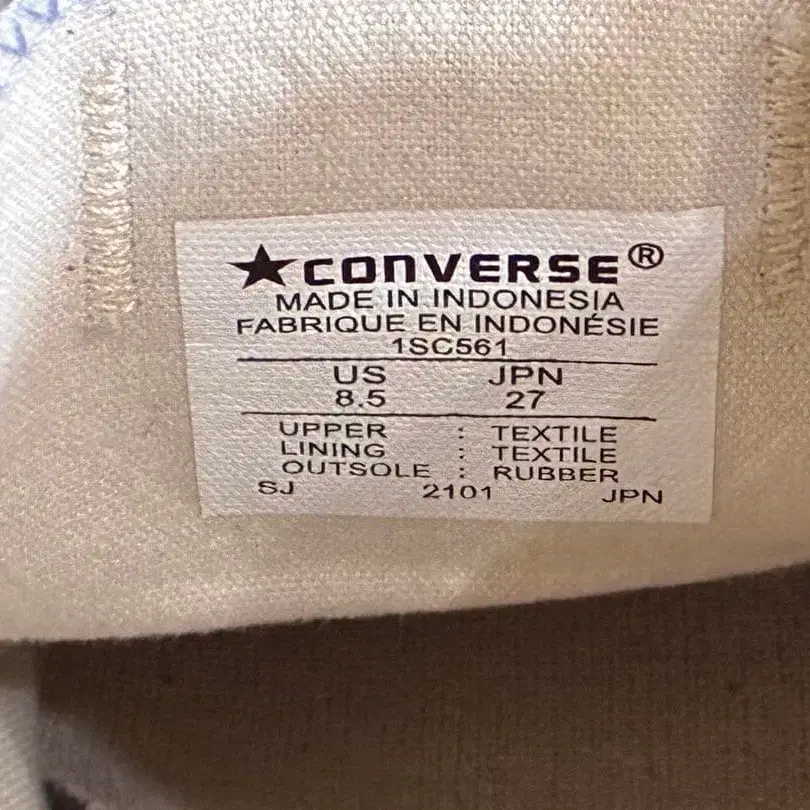 ★CONVERSE®
MADE IN INDONESIA
FABRIQUE EN INDONÉSIE
1SC561
US JPN
8.5 27
UPPER : TEXTILE
LINING : TEXTILE
OUTSOLE : RUBBER
SJ 2101 JPN